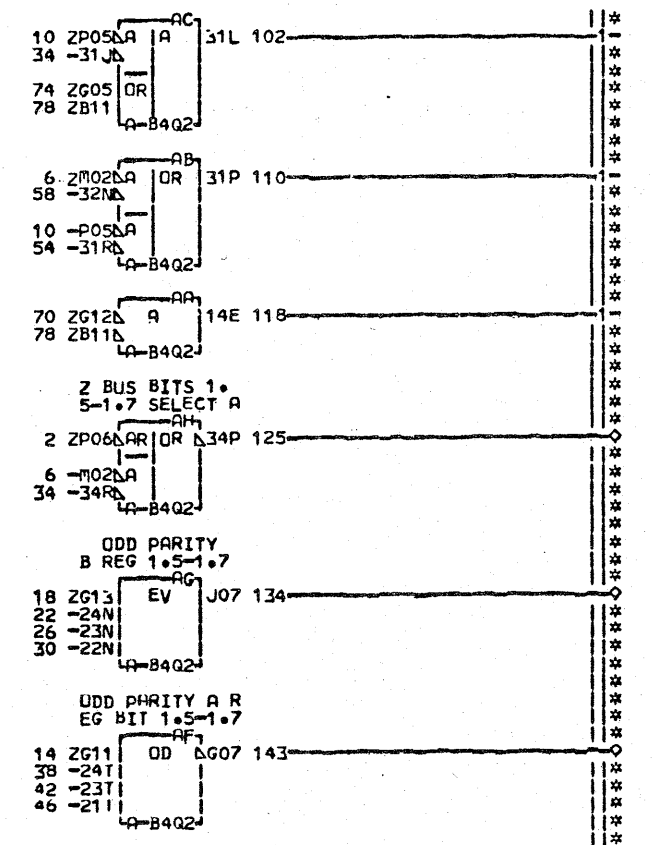 AC
10 ZP05 A A 31L 102 1
34 -31J
74 ZG05 OR
78 ZB11
A-B4Q2
AB
6 ZM02 A OR 31P 110 1
58 -32N
10 -P05 A
54 -31R
A-B4Q2
AA
70 ZG12 A 14E 118 1
78 ZB11
A-B4Q2
Z BUS BITS 1.
5-1.7 SELECT A
AH
2 ZP06 AR OR 34P 125
6 -M02 A
34 -34R
A-B4Q2
ODD PARITY
B REG 1.5-1.7
AG
18 ZG13 EV J07 134
22 -24N
26 -23N
30 -22N
A-B4Q2
ODD PARITY A R
EG BIT 1.5-1.7
AF
14 ZG11 OD G07 143
38 -24T
42 -23T
46
A-B4Q2